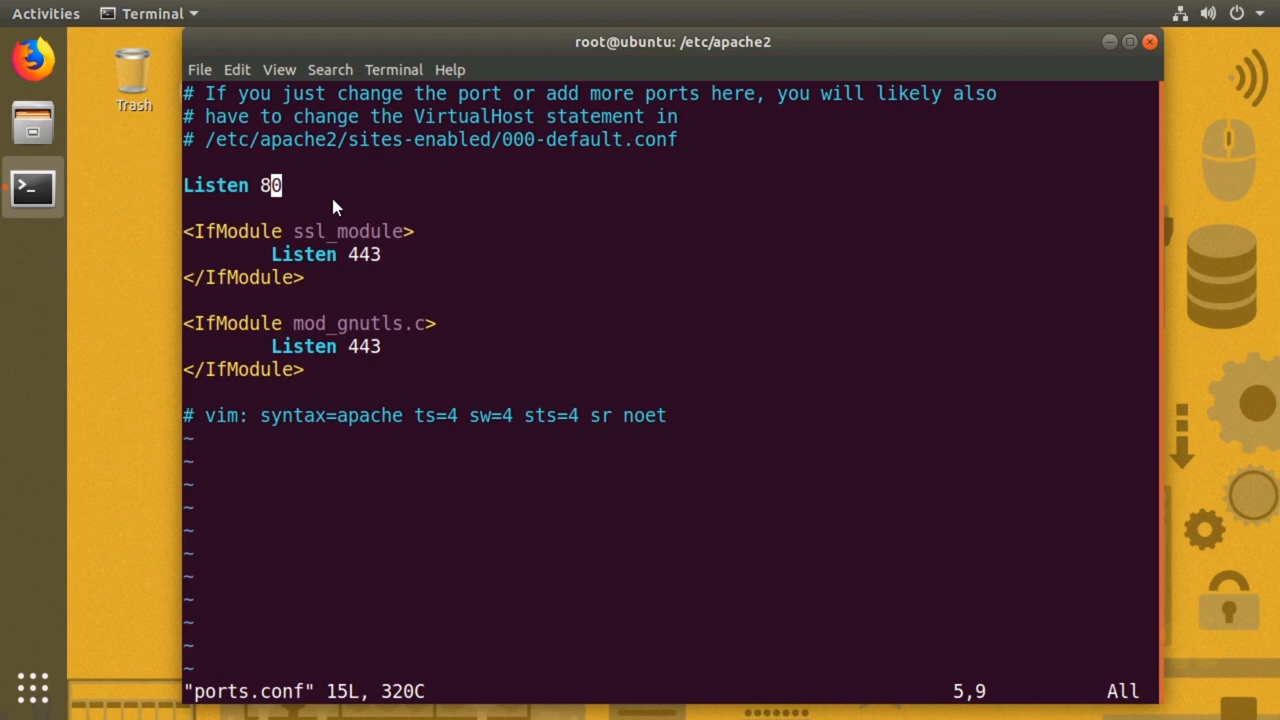 Activities Terminal
Trash
root@ubuntu: /etc/apache2
File Edit View Search Terminal Help
# If you just change the port or add more ports here, you will likely also
# have to change the VirtualHost statement in
# /etc/apache2/sites-enabled/000-default.conf
Listen 80
<IfModule ssl_module>
Listen 443
</IfModule>
<IfModule mod_gnutls.c>
Listen 443
</IfModule>
# vim: syntax=apache ts=4 sw=4 sts=4 sr noet
~
~
~
~
~
~
~
~
~
~
~
"ports.conf" 15L, 320C 5,9 All